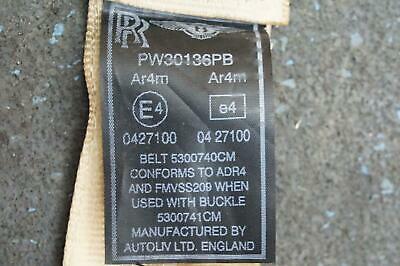 RR B
PW30136PB
Ar4m Ar4m
E4 e4
0427100 04 27100
BELT 5300740CM
CONFORMS TO ADR4
AND FMVSS209 WHEN
USED WITH BUCKLE
5300741CM
MANUFACTURED BY
AUTOLIV LTD. ENGLAND